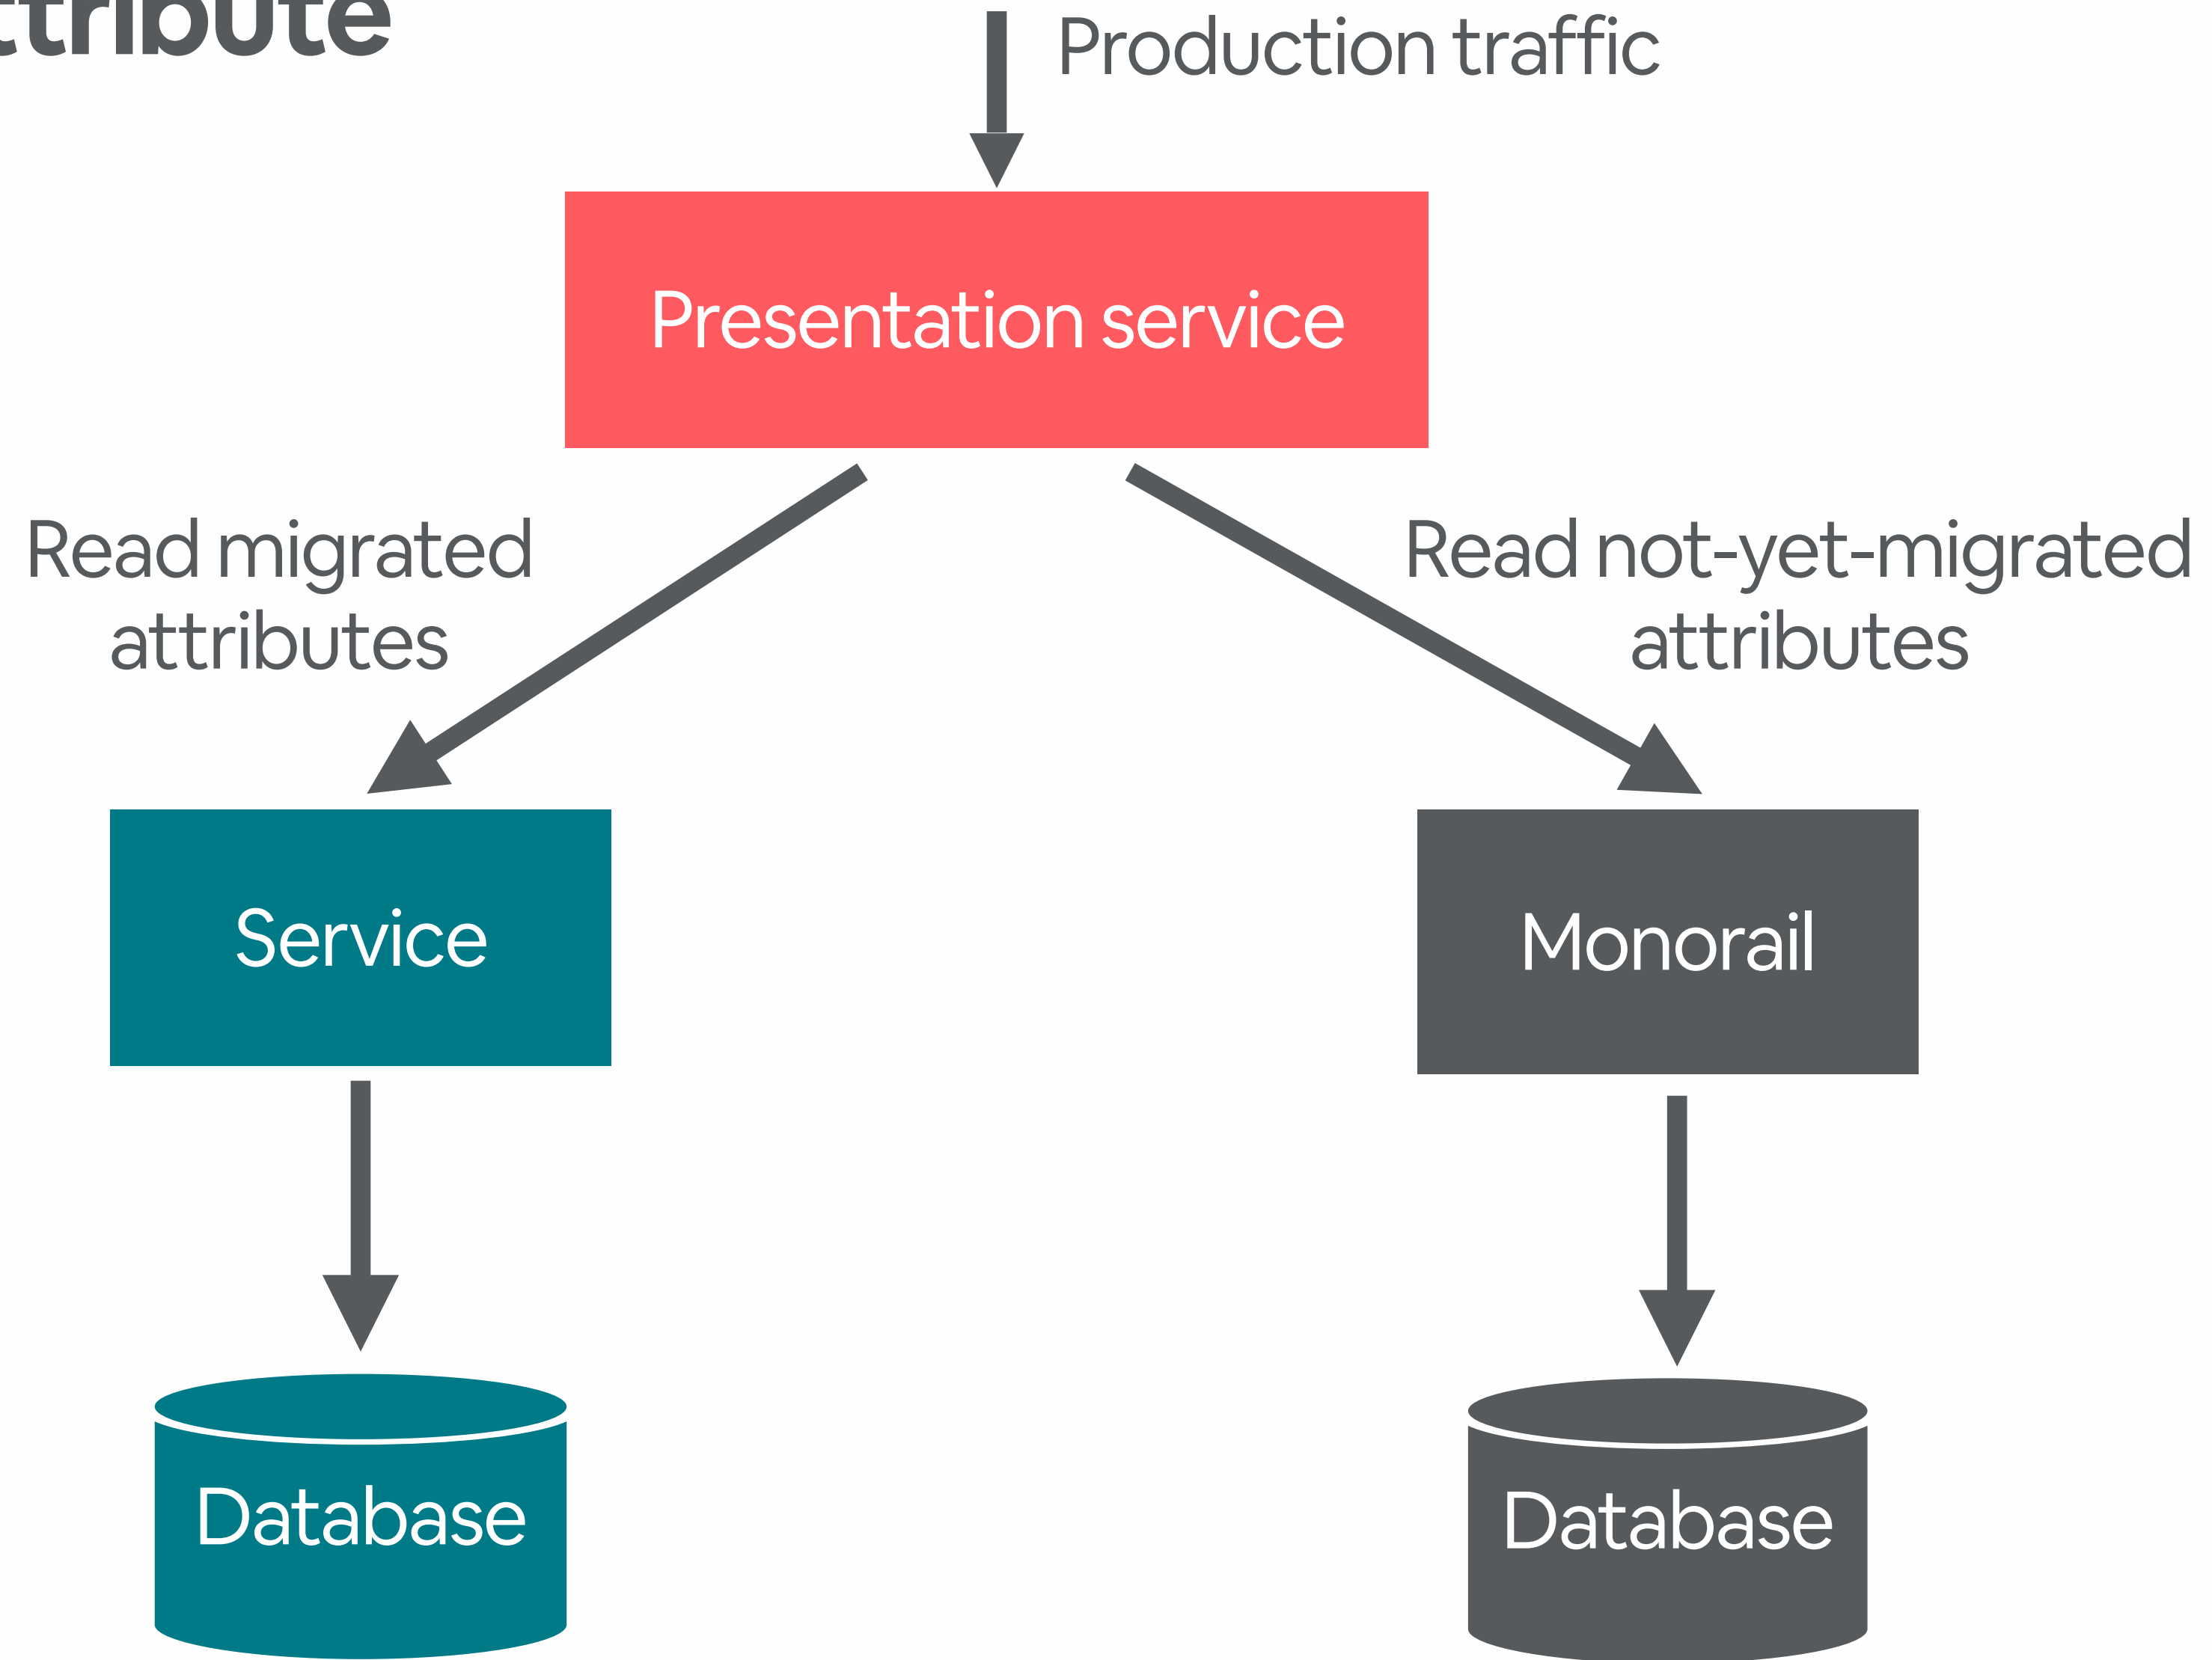 Production traffic
Presentation service
Read migrated
attributes
Read not-yet-migrated
attributes
Service
Monorail
Database
Database